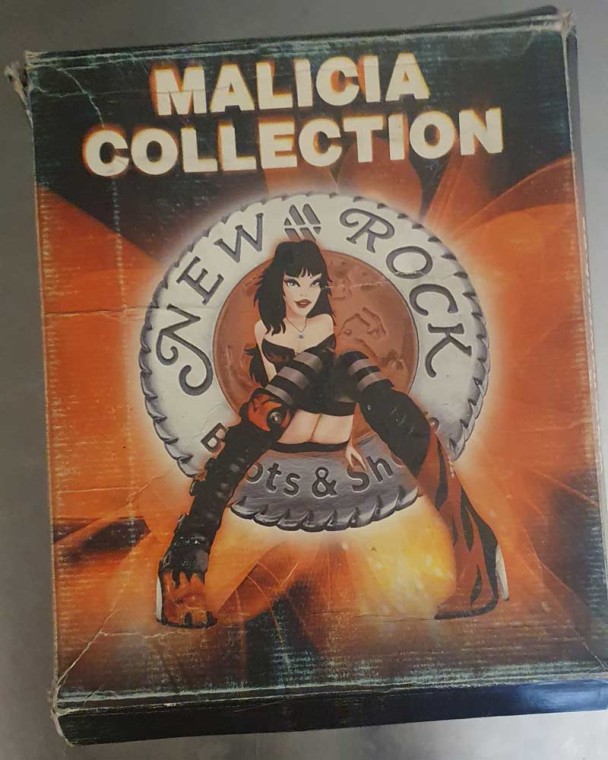 MALICIA
COLLECTION
NEW ROCK
Boots & Sh